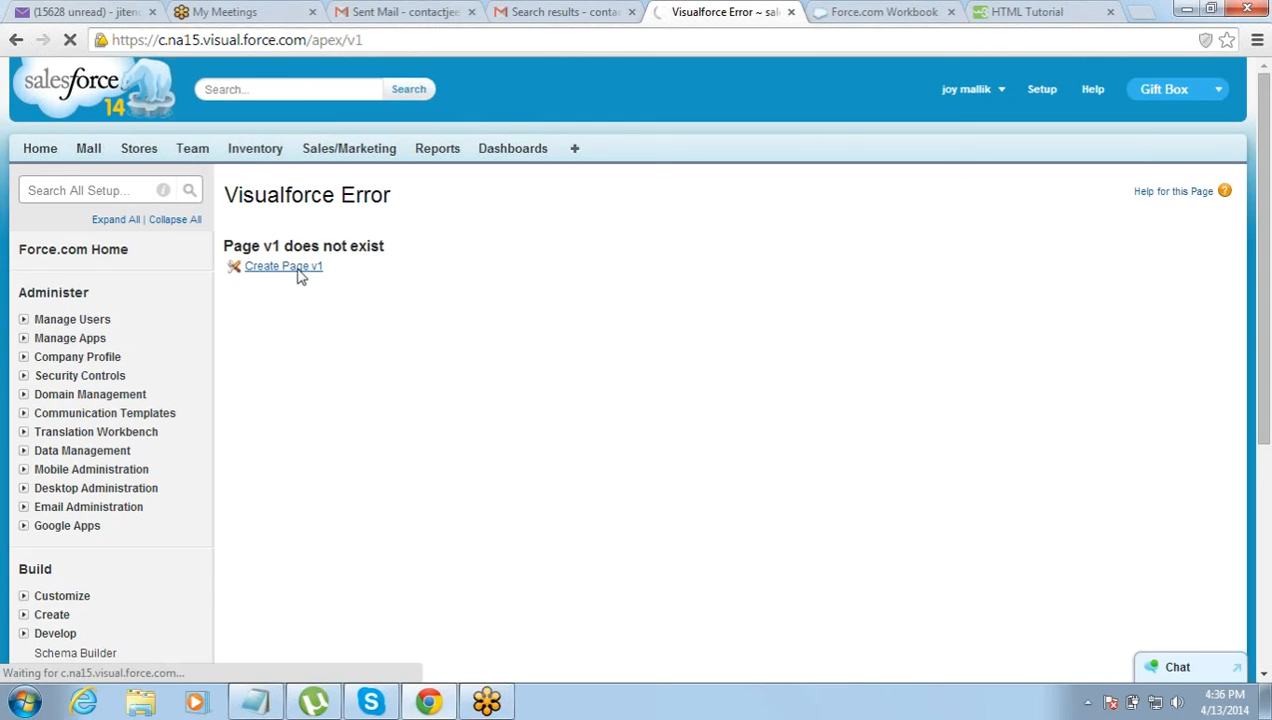 (15628 unread) - jiten
My Meetings
Sent Mail - contactjee
Search results - conta
Visualforce Error ~ sal
Force.com Workbook
HTML Tutorial
https://c.na15.visual.force.com/apex/v1
salesforce
14
Search...
Search
joy mallik
Setup
Help
Gift Box
Home
Mall
Stores
Team
Inventory
Sales/Marketing
Reports
Dashboards
+
Search All Setup...
Expand All | Collapse All
Visualforce Error
Help for this Page
Page v1 does not exist
Create Page v1
Force.com Home
Administer
Manage Users
Manage Apps
Company Profile
Security Controls
Domain Management
Communication Templates
Translation Workbench
Data Management
Mobile Administration
Desktop Administration
Email Administration
Google Apps
Build
Customize
Create
Develop
Schema Builder
Chat
Waiting for c.na15.visual.force.com...
4:36 PM
4/13/2014